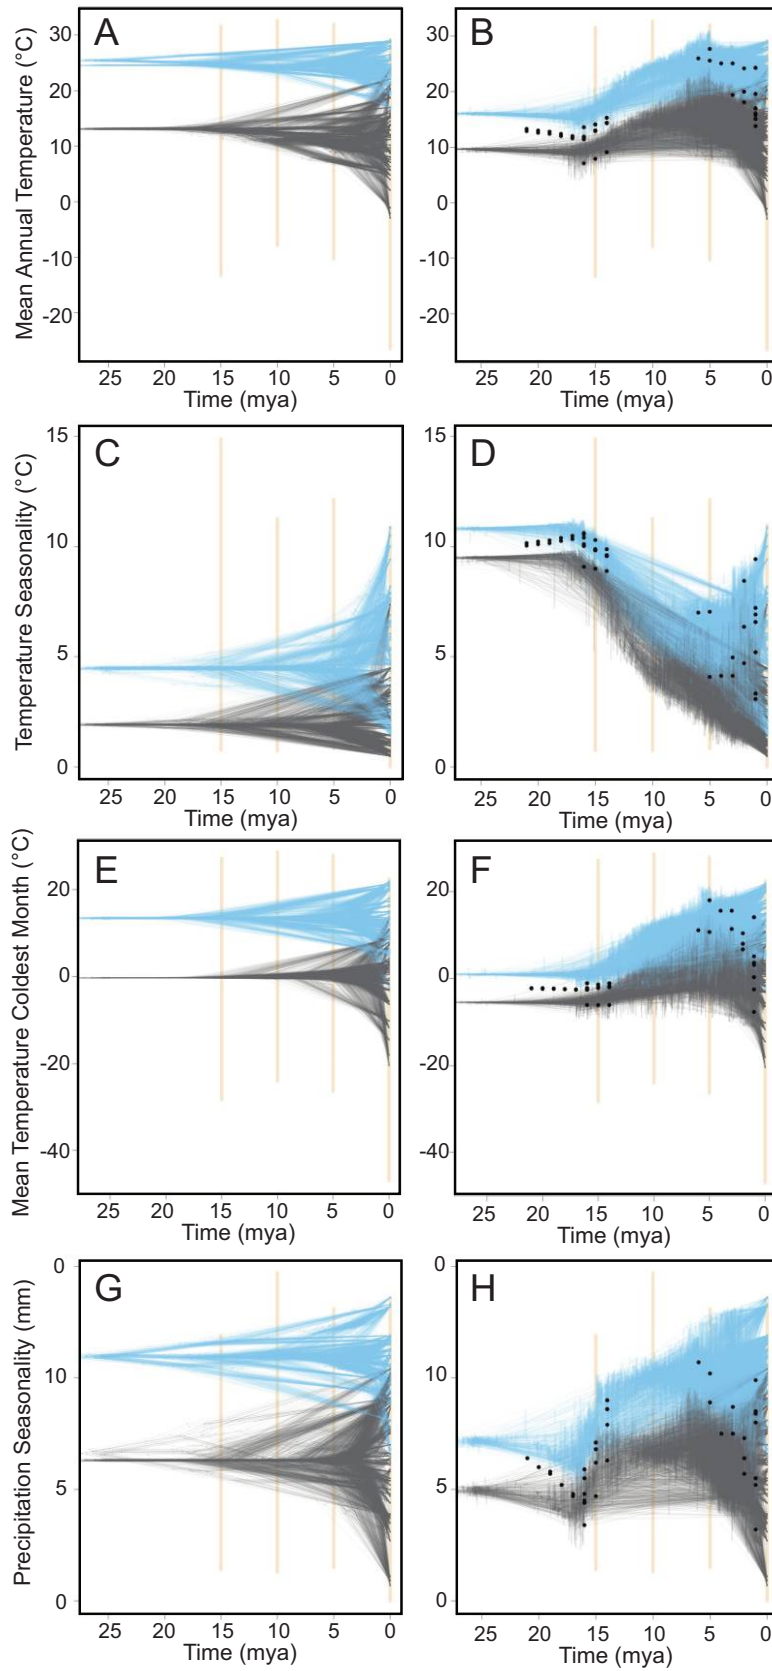 A
B
Mean Annual Temperature (°C)
30
20
10
0
-10
-20
30
20
10
0
-10
-20
25 20 15 10 5 0
25 20 15 10 5 0
Time (mya)
Time (mya)
C
D
Temperature Seasonality (°C)
15
10
5
0
15
10
5
0
25 20 15 10 5 0
25 20 15 10 5 0
Time (mya)
Time (mya)
E
F
Mean Temperature Coldest Month (°C)
20
0
-20
-40
20
0
-20
-40
25 20 15 10 5 0
25 20 15 10 5 0
Time (mya)
Time (mya)
G
H
Precipitation Seasonality (mm)
0
10
5
0
0
10
5
0
25 20 15 10 5 0
25 20 15 10 5 0
Time (mya)
Time (mya)